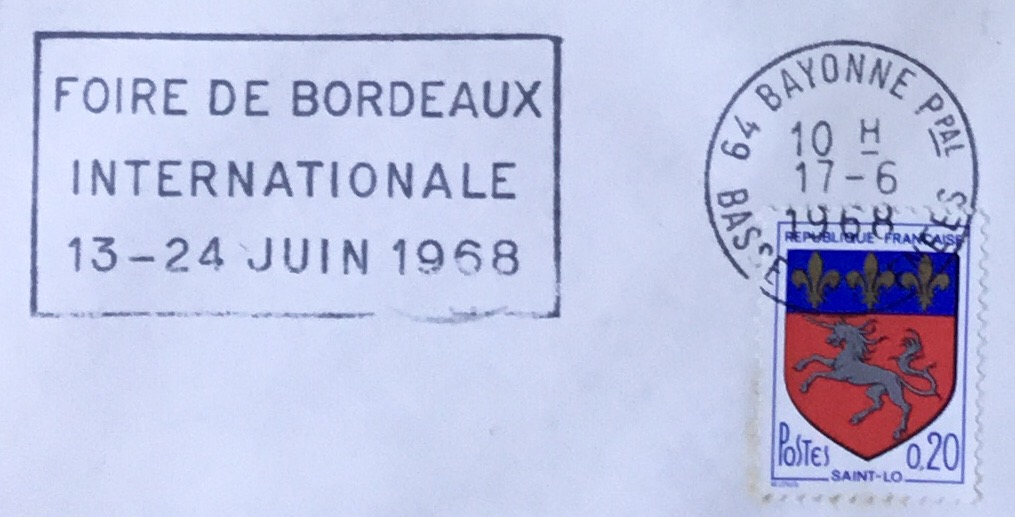 FOIRE DE BORDEAUX
INTERNATIONALE
13-24 JUIN 1968
64 BAYONNE PPAL
10 H
17-6
1968
REPUBLIQUE-FRANÇAISE
POSTES 0,20
SAINT-LO